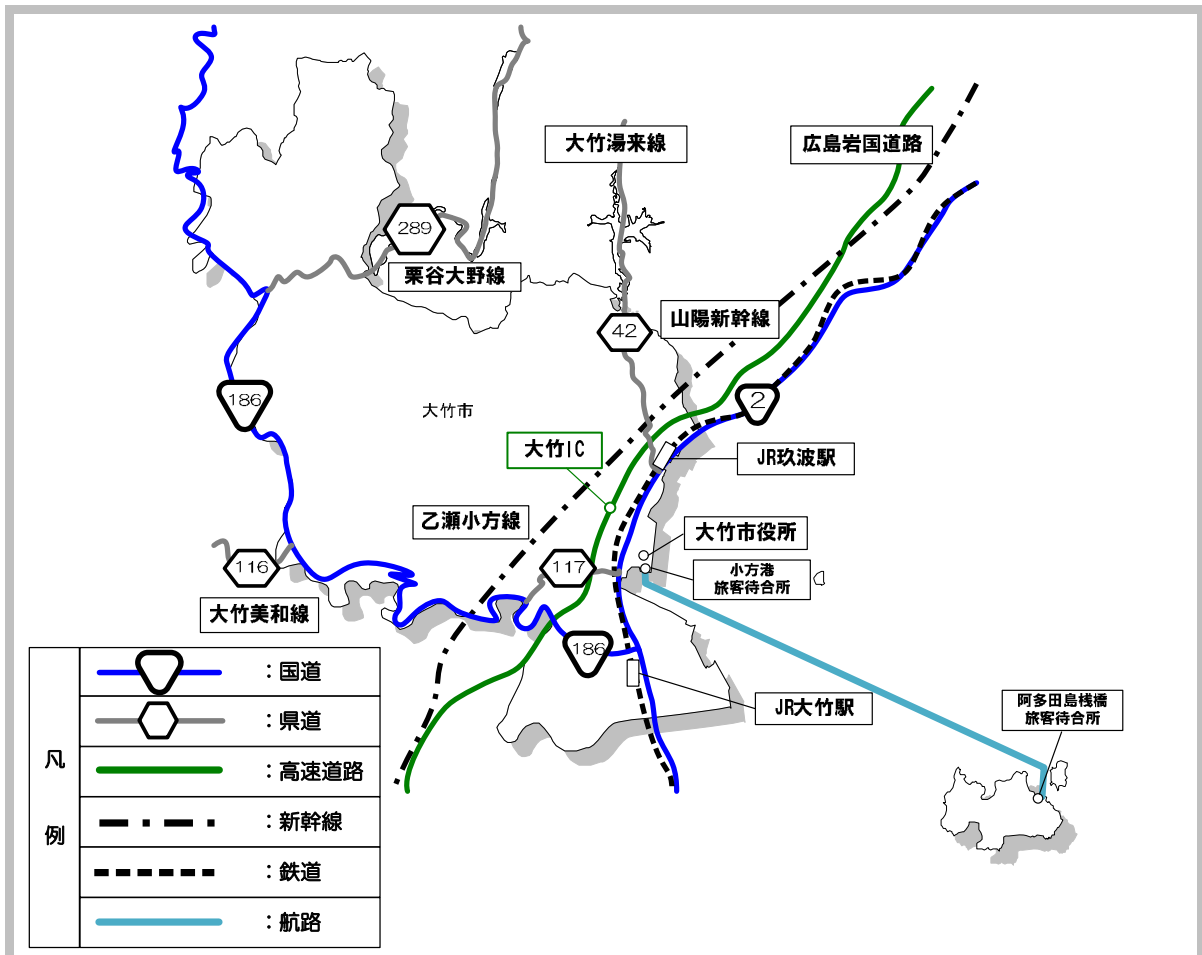 大竹湯来線
広島岩国道路
289
栗谷大野線
山陽新幹線
42
186
2
大竹市
大竹IC
JR玖波駅
乙瀬小方線
大竹市役所
116
117
小方港
旅客待合所
大竹美和線
186
JR大竹駅
阿多田島桟橋
旅客待合所
凡例
：国道
：県道
：高速道路
：新幹線
：鉄道
：航路